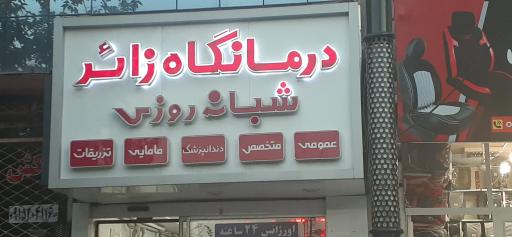 درمانگاه زائر
شبانه روزی
عمومی متخصص دندانپزشک مامایی تزریقات
اورژانس ۲۴ ساعته